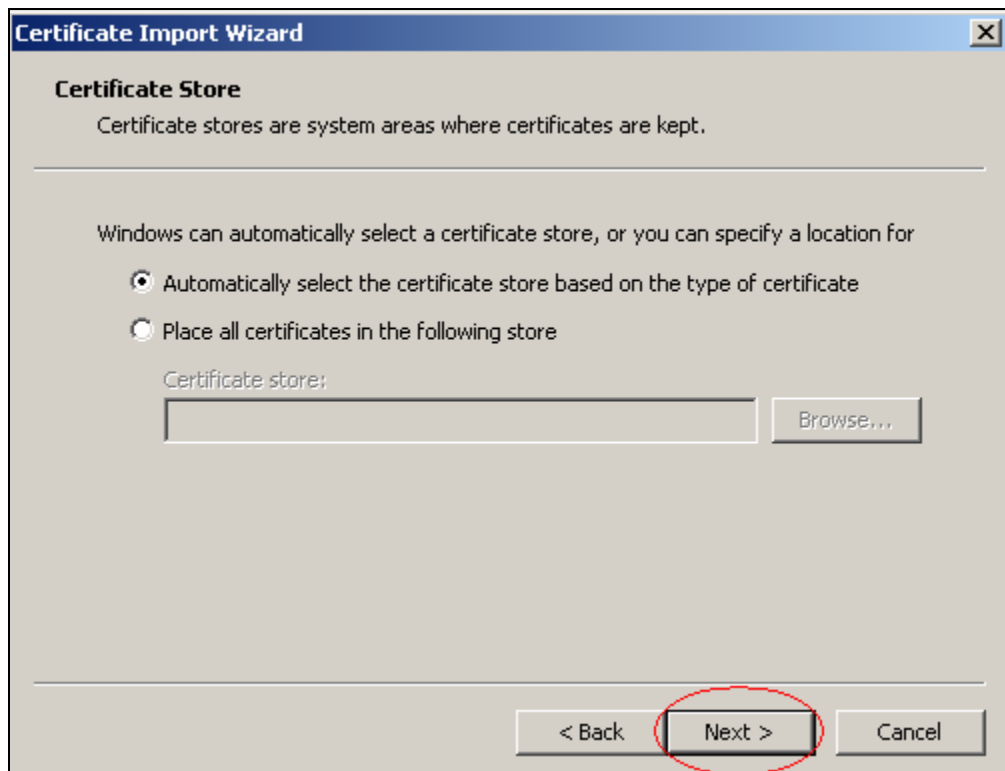 Certificate Import Wizard
Certificate Store
Certificate stores are system areas where certificates are kept.
Windows can automatically select a certificate store, or you can specify a location for
Automatically select the certificate store based on the type of certificate
Place all certificates in the following store
Certificate store:
Browse...
< Back
Next >
Cancel